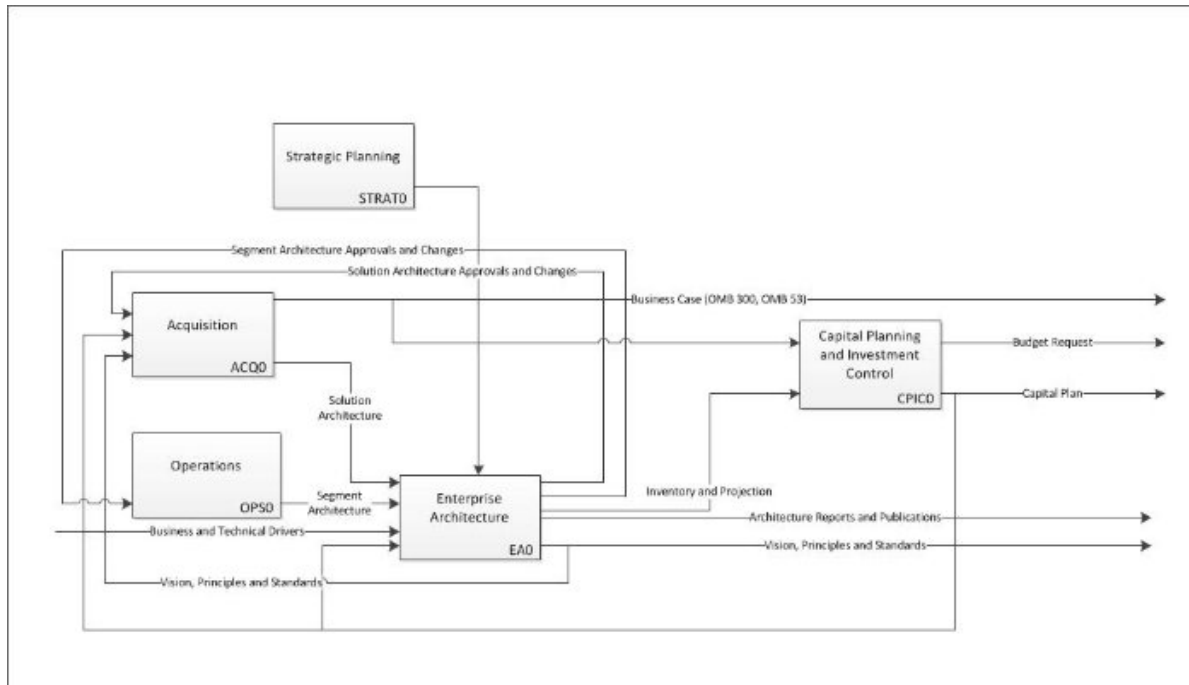 Strategic Planning
STRAT0
Segment Architecture Approvals and Changes
Solution Architecture Approvals and Changes
Business Case (OMB 300, OMB 53)
Acquisition
ACQ0
Capital Planning
and Investment
Control
CPIC0
Budget Request
Capital Plan
Solution
Architecture
Operations
OPS0
Segment
Architecture
Enterprise
Architecture
EA0
Inventory and Projection
Business and Technical Drivers
Architecture Reports and Publications
Vision, Principles and Standards
Vision, Principles and Standards